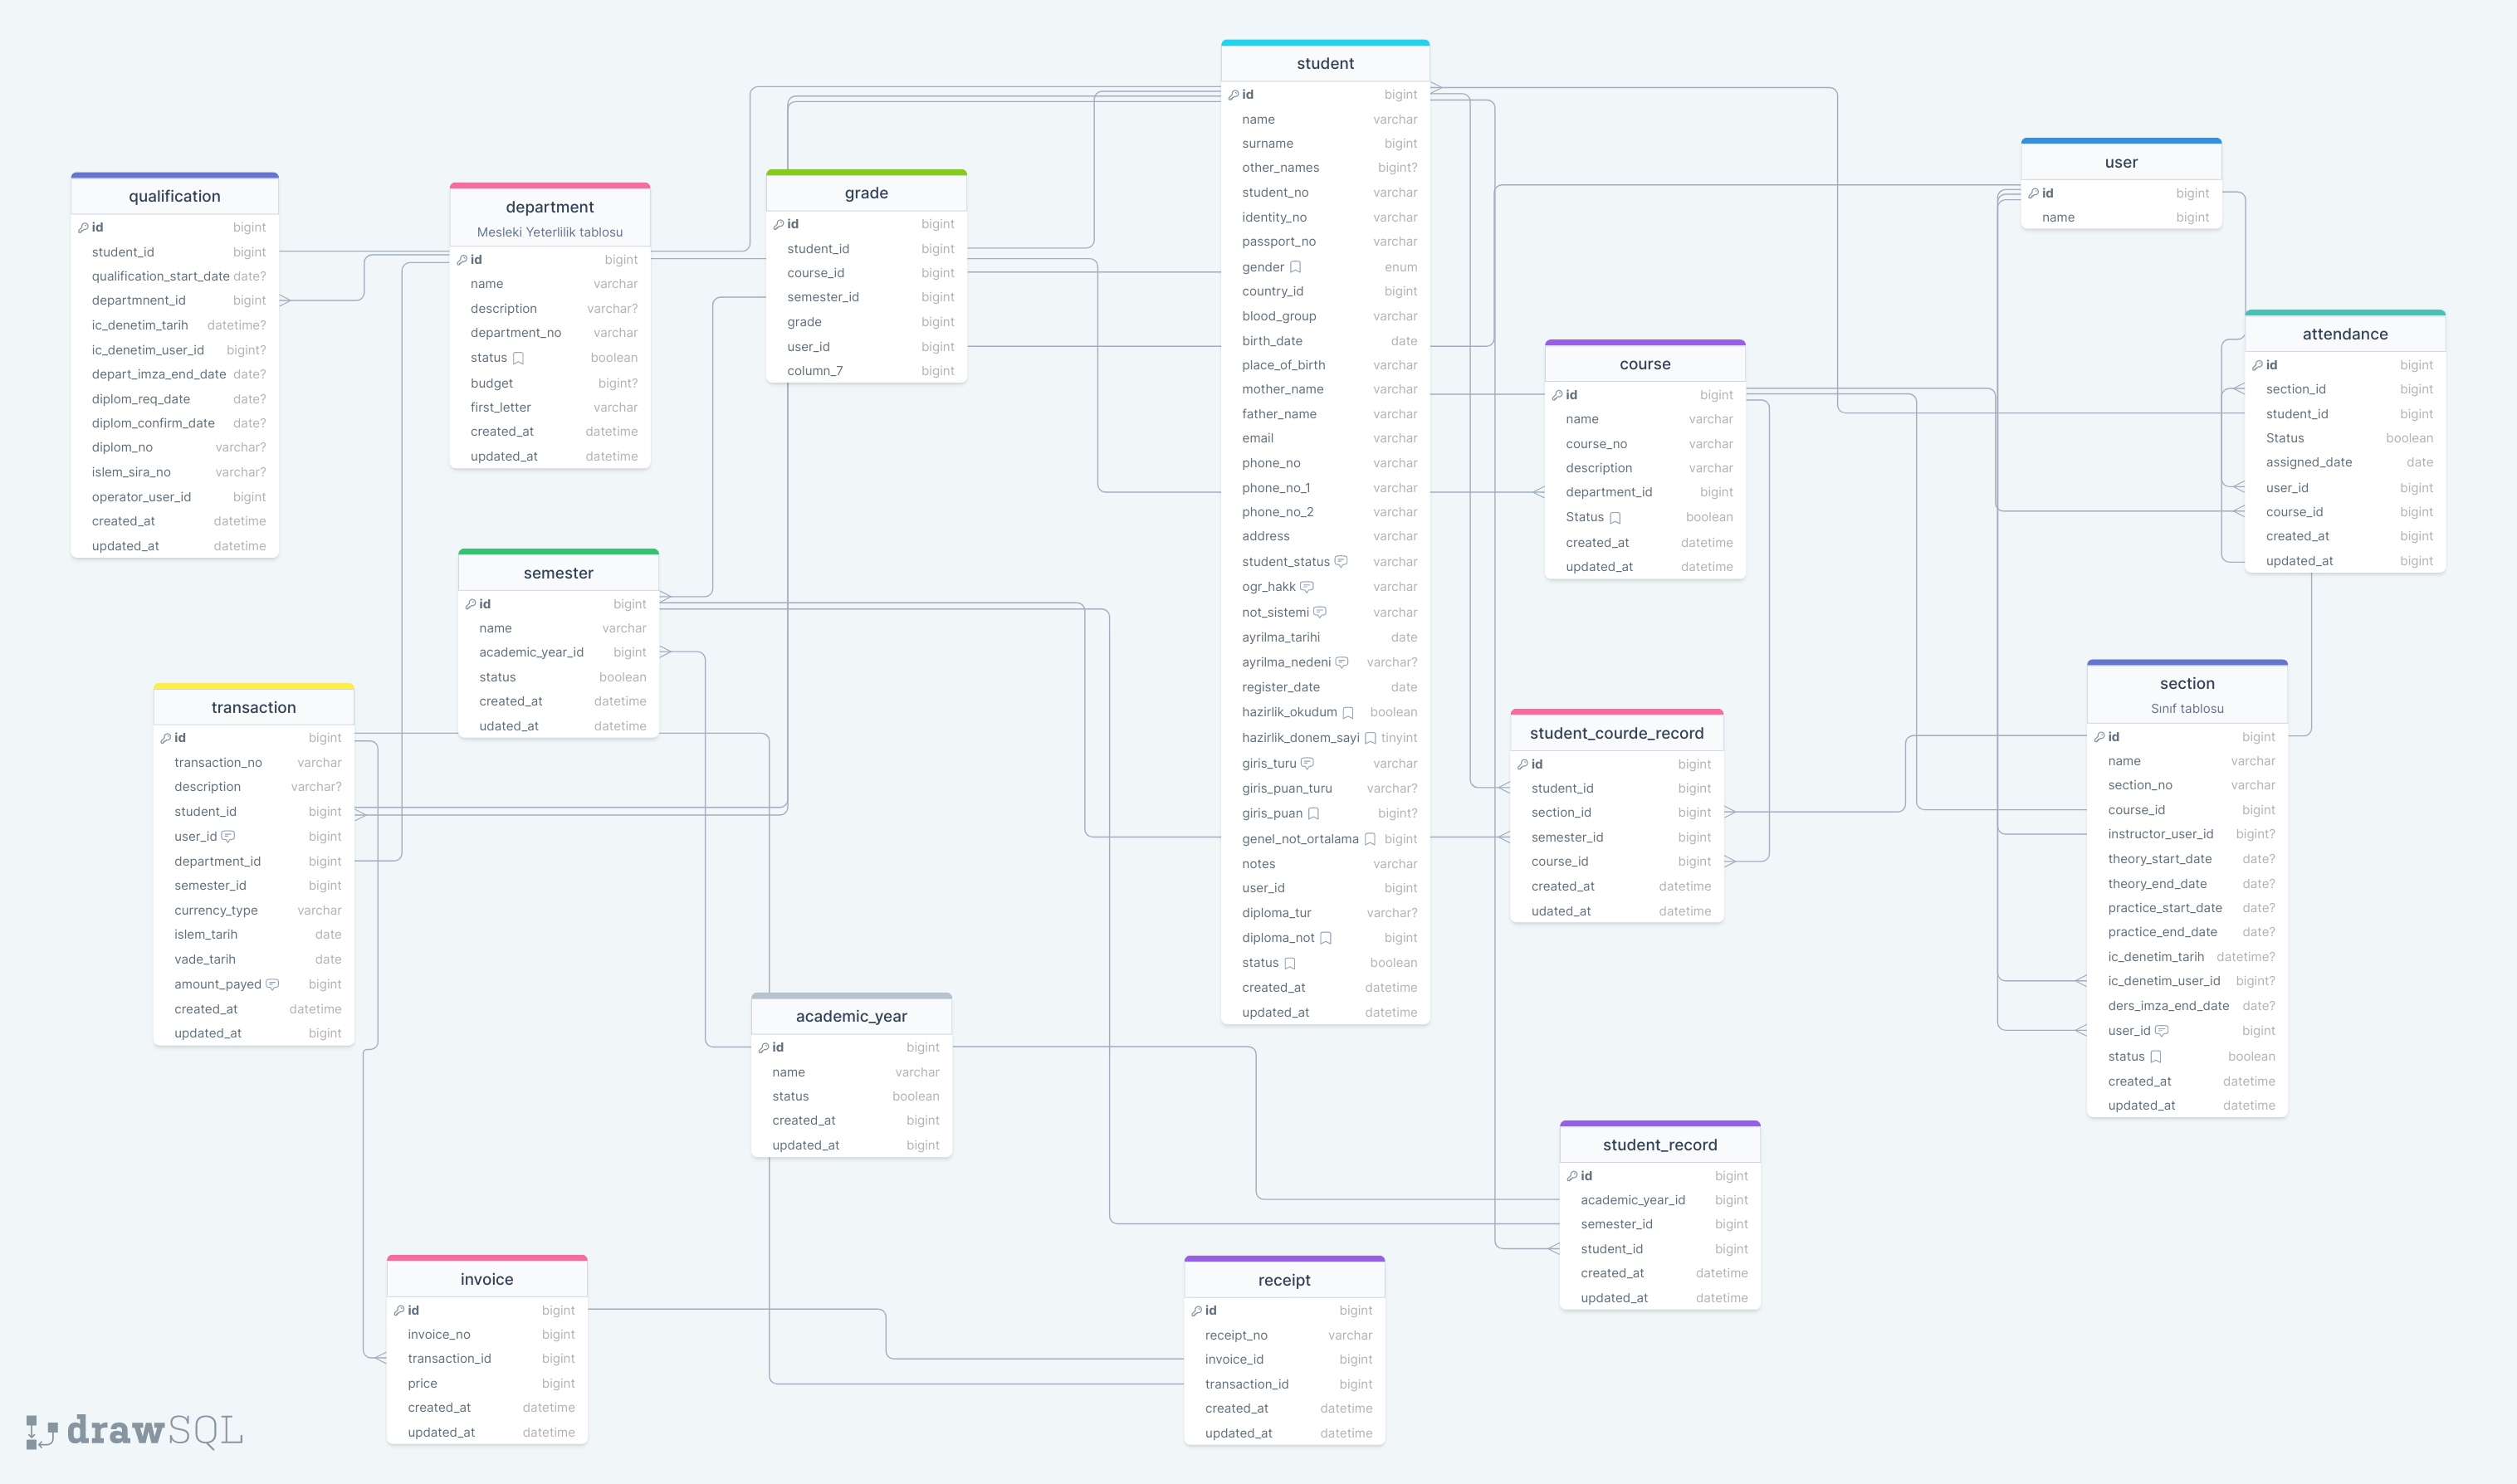 student
id bigint
name varchar
surname bigint
other_names bigint?
student_no varchar
identity_no varchar
passport_no varchar
gender enum
country_id bigint
blood_group varchar
birth_date date
place_of_birth varchar
mother_name varchar
father_name varchar
email varchar
phone_no varchar
phone_no_1 varchar
phone_no_2 varchar
address varchar
student_status varchar
ogr_hakk varchar
not_sistemi varchar
ayrilma_tarihi date
ayrilma_nedeni varchar?
register_date date
hazirlik_okudum boolean
hazirlik_donem_sayi tinyint
giris_turu varchar
giris_puan_turu varchar?
giris_puan bigint?
genel_not_ortalama bigint
notes varchar
user_id bigint
diploma_tur varchar?
diploma_not bigint
status boolean
created_at datetime
updated_at datetime
user
id bigint
name bigint
qualification
id bigint
student_id bigint
qualification_start_date date?
departmnent_id bigint
ic_denetim_tarih datetime?
ic_denetim_user_id bigint?
depart_imza_end_date date?
diplom_req_date date?
diplom_confirm_date date?
diplom_no varchar?
islem_sira_no varchar?
operator_user_id bigint
created_at datetime
updated_at datetime
department
Mesleki Yeterlilik tablosu
id bigint
name varchar
description varchar?
department_no varchar
status boolean
budget bigint?
first_letter varchar
created_at datetime
updated_at datetime
grade
id bigint
student_id bigint
course_id bigint
semester_id bigint
grade bigint
user_id bigint
column_7 bigint
attendance
id bigint
section_id bigint
student_id bigint
Status boolean
assigned_date date
user_id bigint
course_id bigint
created_at bigint
updated_at bigint
course
id bigint
name varchar
course_no varchar
description varchar
department_id bigint
Status boolean
created_at datetime
updated_at datetime
semester
id bigint
name varchar
academic_year_id bigint
status boolean
created_at datetime
udated_at datetime
transaction
id bigint
transaction_no varchar
description varchar?
student_id bigint
user_id bigint
department_id bigint
semester_id bigint
currency_type varchar
islem_tarih date
vade_tarih date
amount_payed bigint
created_at datetime
updated_at bigint
section
Sınıf tablosu
id bigint
name varchar
section_no varchar
course_id bigint
instructor_user_id bigint?
theory_start_date date?
theory_end_date date?
practice_start_date date?
practice_end_date date?
ic_denetim_tarih datetime?
ic_denetim_user_id bigint?
ders_imza_end_date date?
user_id bigint
status boolean
created_at datetime
updated_at datetime
student_courde_record
id bigint
student_id bigint
section_id bigint
semester_id bigint
course_id bigint
created_at datetime
udated_at datetime
academic_year
id bigint
name varchar
status boolean
created_at bigint
updated_at bigint
student_record
id bigint
academic_year_id bigint
semester_id bigint
student_id bigint
created_at datetime
updated_at datetime
invoice
id bigint
invoice_no bigint
transaction_id bigint
price bigint
created_at datetime
updated_at datetime
receipt
id bigint
receipt_no varchar
invoice_id bigint
transaction_id bigint
created_at datetime
updated_at datetime
drawSQL